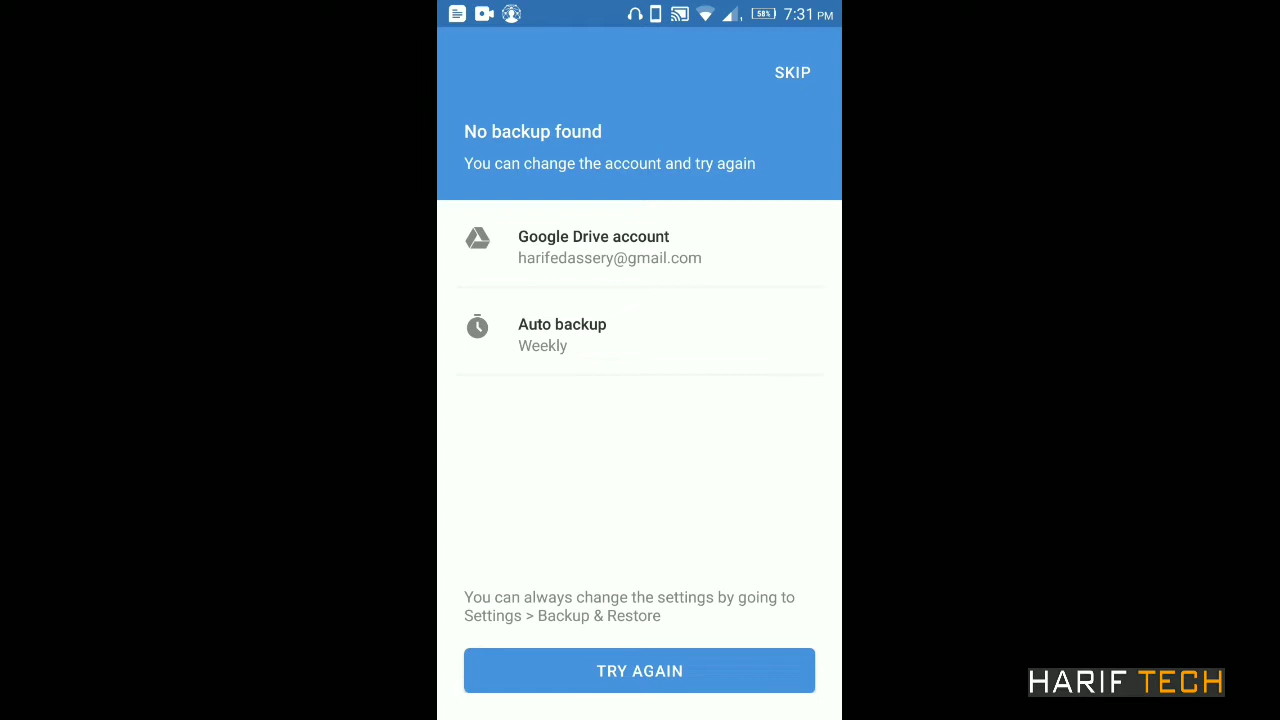 58% 7:31 PM
SKIP
No backup found
You can change the account and try again
Google Drive account
harifedassery@gmail.com
Auto backup
Weekly
You can always change the settings by going to
Settings > Backup & Restore
TRY AGAIN
HARIF TECH